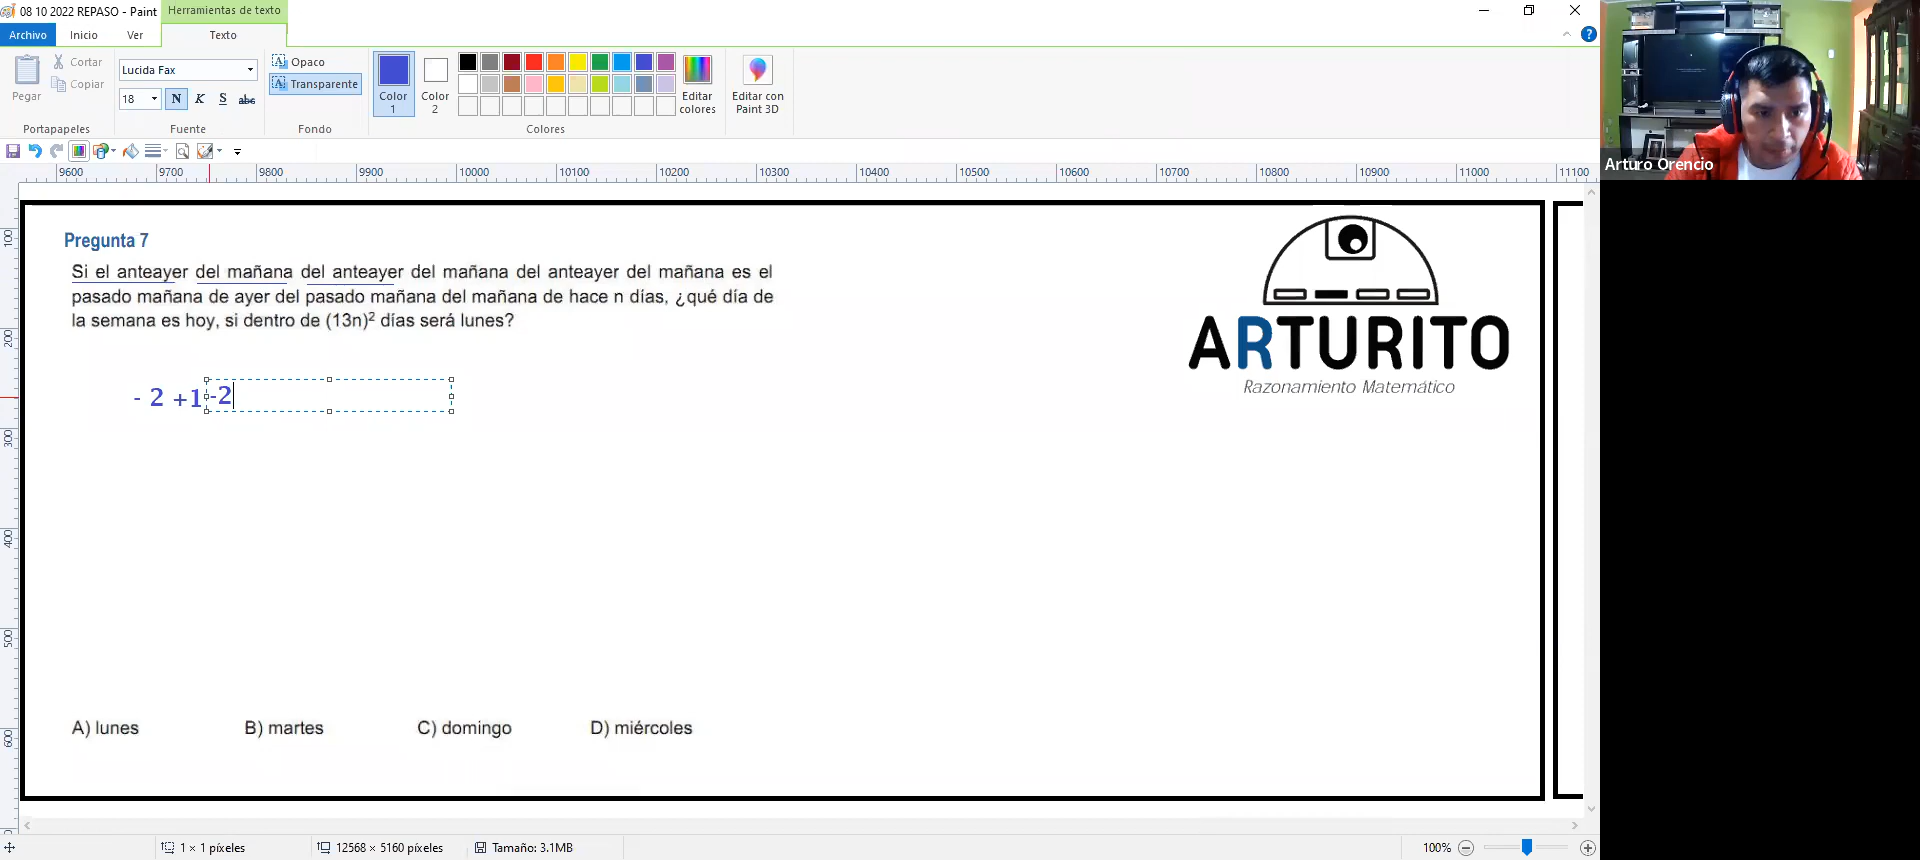 08 10 2022 REPASO - Paint
Herramientas de texto
Archivo
Inicio
Ver
Texto
Pegar
Cortar
Copiar
Portapapeles
Lucida Fax
18
N K S abc
Fuente
Opaco
Transparente
Fondo
Color 1
Color 2
Editar colores
Editar con Paint 3D
Colores
9600 9700 9800 9900 10000 10100 10200 10300 10400 10500 10600 10700 10800 10900 11000 11100
100
200
300
400
500
600
Pregunta 7
Si el anteayer del mañana del anteayer del mañana del anteayer del mañana es el
pasado mañana de ayer del pasado mañana del mañana de hace n días, ¿qué día de
la semana es hoy, si dentro de (13n)² días será lunes?
- 2 +1 -2
ARTURITO
Razonamiento Matemático
A) lunes B) martes C) domingo D) miércoles
Arturo Orencio
1 × 1 píxeles
12568 × 5160 píxeles
Tamaño: 3.1MB
100%